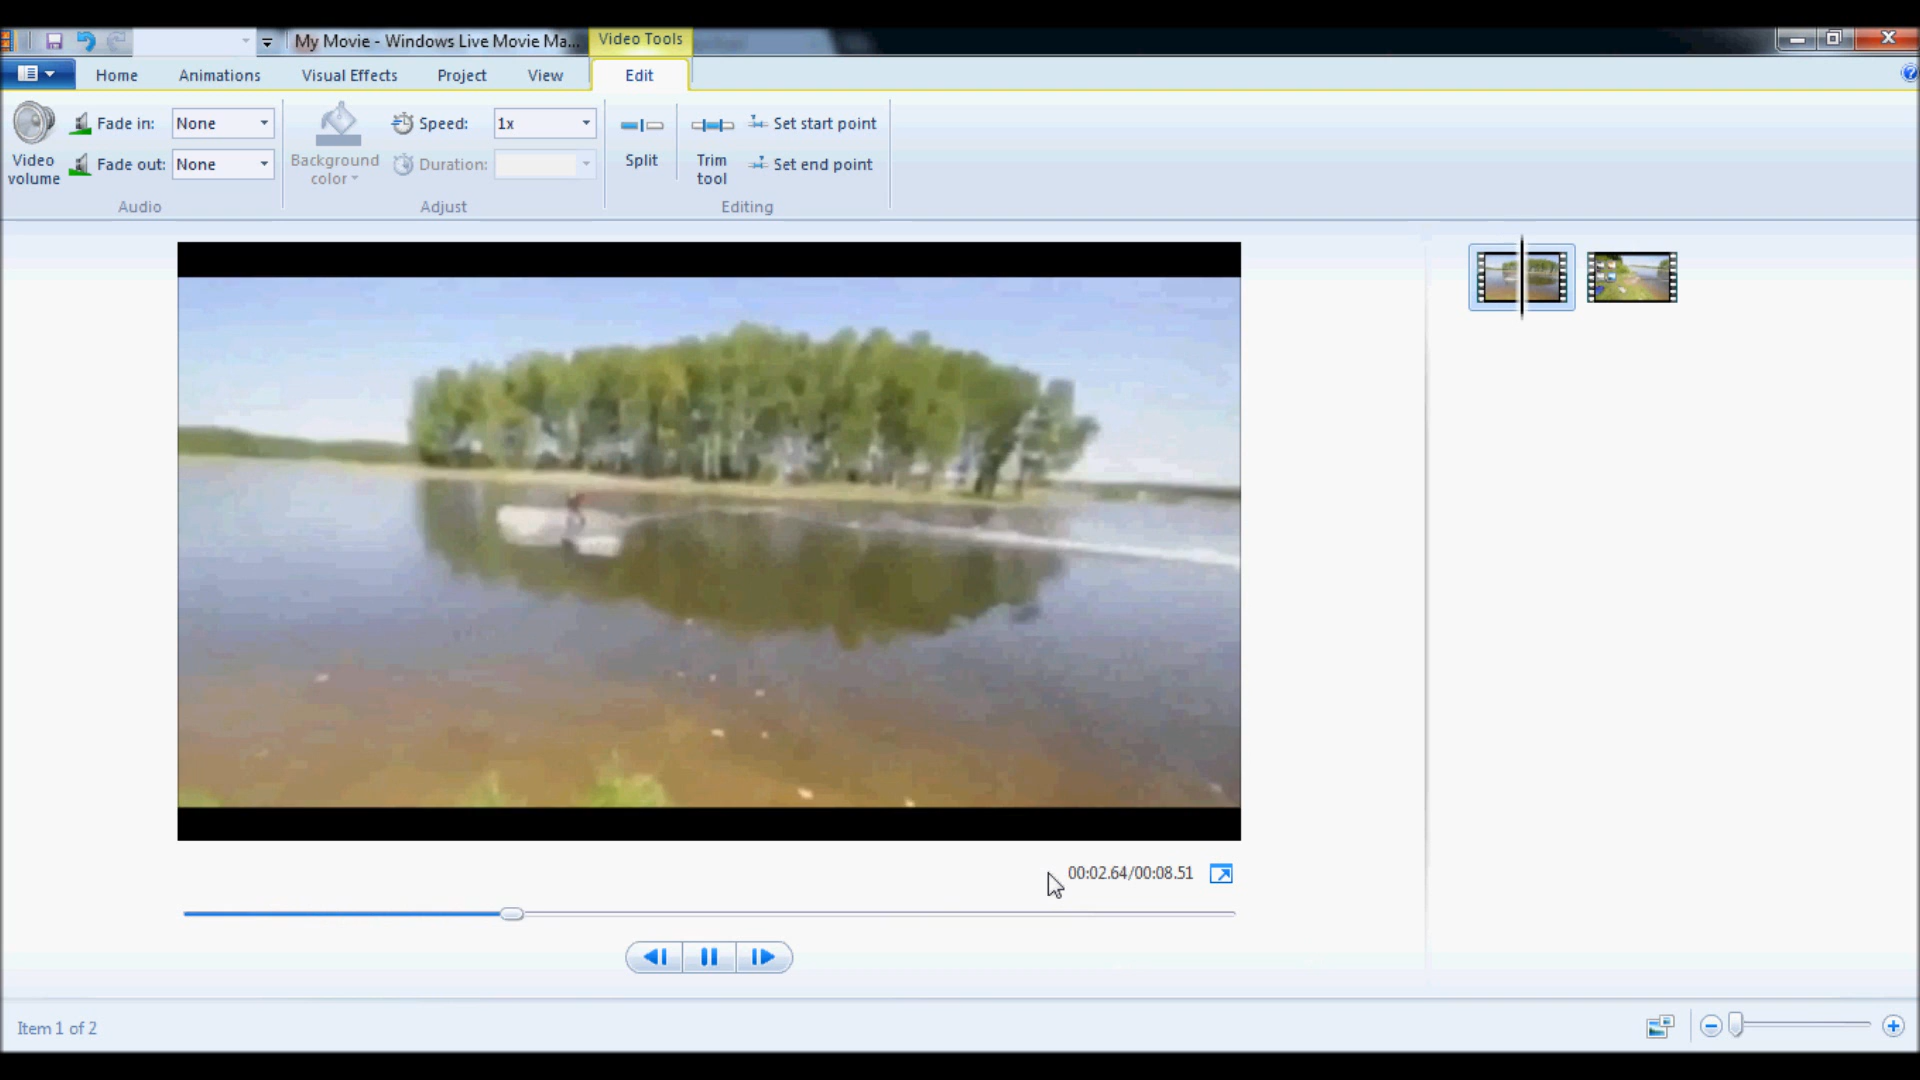 My Movie - Windows Live Movie Ma...
Video Tools
Home
Animations
Visual Effects
Project
View
Edit
Video volume
Fade in: None
Fade out: None
Audio
Background color
Speed: 1x
Duration:
Adjust
Split
Trim tool
Set start point
Set end point
Editing
00:02.64/00:08.51
Item 1 of 2